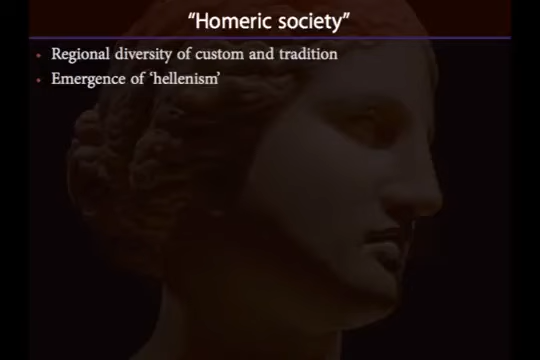 “Homeric society”
• Regional diversity of custom and tradition
• Emergence of ‘hellenism’